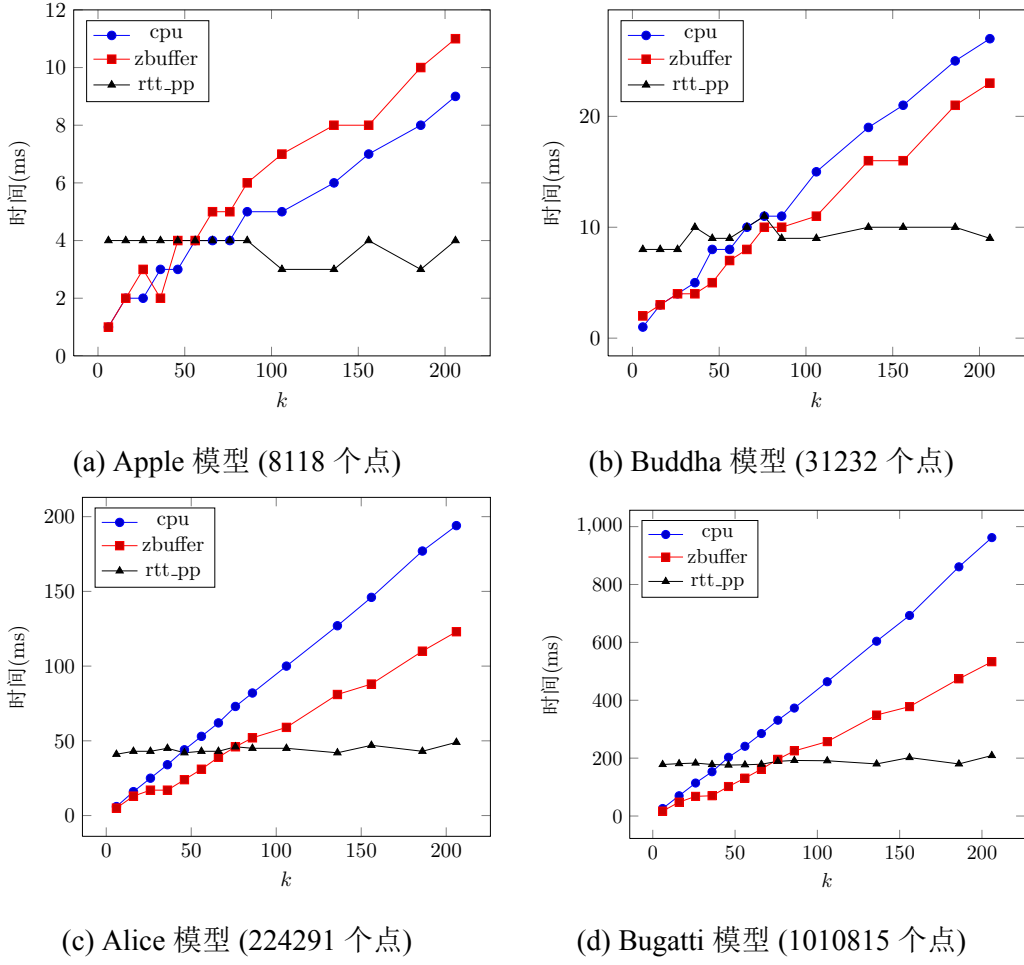 12
10
8
6
4
2
0
时间(ms)
cpu
zbuffer
rtt_pp
0 50 100 150 200
k
(a) Apple 模型 (8118 个点)
20
10
0
时间(ms)
cpu
zbuffer
rtt_pp
0 50 100 150 200
k
(b) Buddha 模型 (31232 个点)
200
150
100
50
0
时间(ms)
cpu
zbuffer
rtt_pp
0 50 100 150 200
k
(c) Alice 模型 (224291 个点)
1,000
800
600
400
200
0
时间(ms)
cpu
zbuffer
rtt_pp
0 50 100 150 200
k
(d) Bugatti 模型 (1010815 个点)